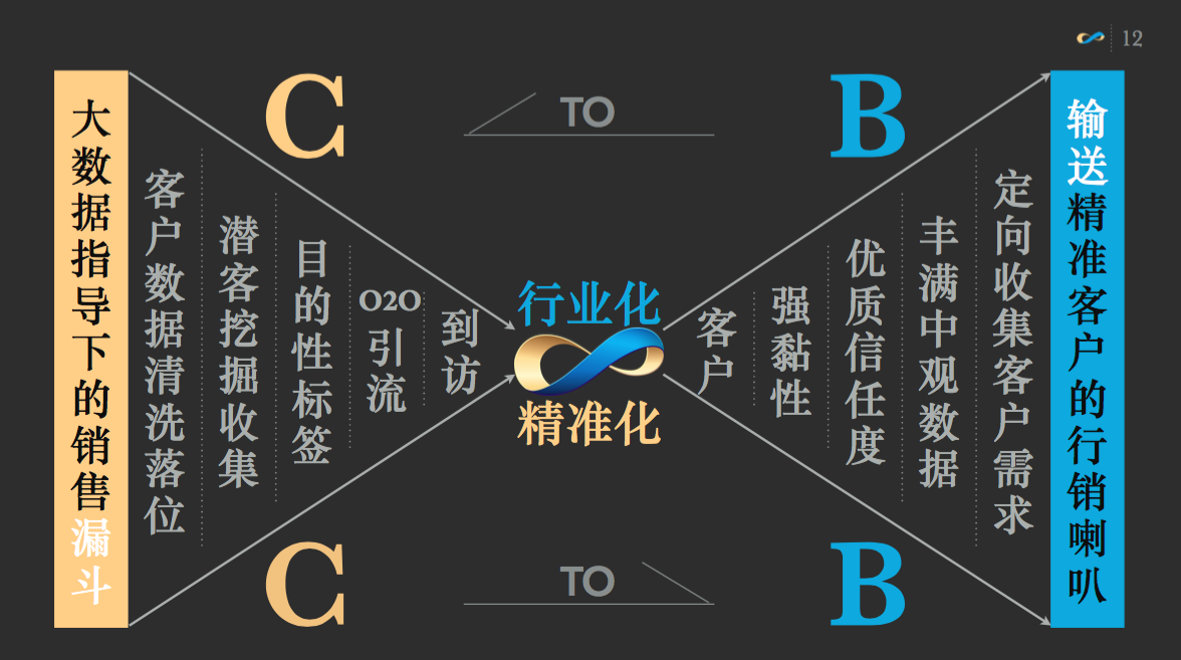 12
大数据指导下的销售漏斗
客户数据清洗落位
潜客挖掘收集
目的性标签
O2O引流
到访
C
TO
B
行业化
精准化
C
TO
B
客户
强黏性
优质信任度
丰满中观数据
定向收集客户需求
输送精准客户的行销喇叭